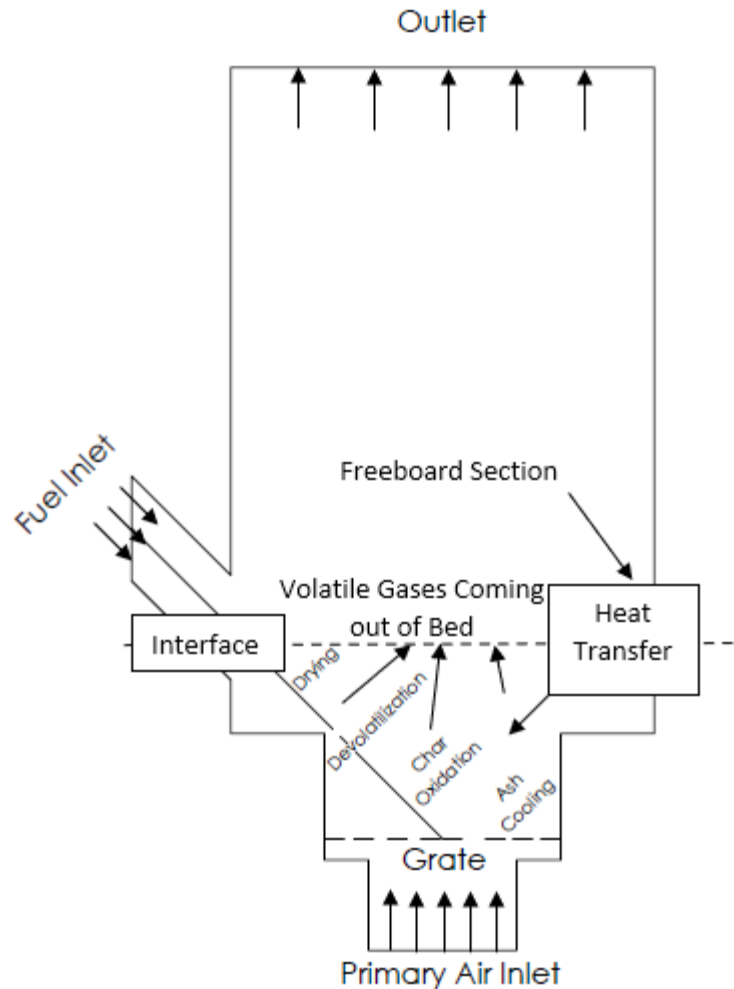 Outlet
Fuel Inlet
Freeboard Section
Volatile Gases Coming
out of Bed
Interface
Heat
Transfer
Drying
Devolatilization
Char
Oxidation
Ash
Cooling
Grate
Primary Air Inlet